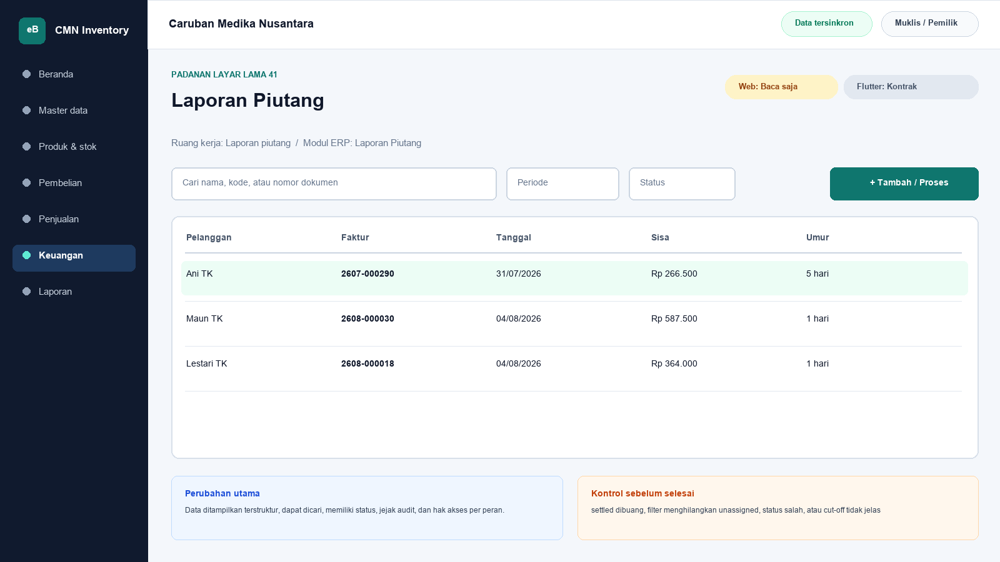 eB
CMN Inventory
Beranda
Master data
Produk & stok
Pembelian
Penjualan
Keuangan
Laporan
Caruban Medika Nusantara
Data tersinkron
Muklis / Pemilik
PADANAN LAYAR LAMA 41
Laporan Piutang
Web: Baca saja
Flutter: Kontrak
Ruang kerja: Laporan piutang / Modul ERP: Laporan Piutang
Cari nama, kode, atau nomor dokumen
Periode
Status
+ Tambah / Proses
Pelanggan Faktur Tanggal Sisa Umur
Ani TK 2607-000290 31/07/2026 Rp 266.500 5 hari
Maun TK 2608-000030 04/08/2026 Rp 587.500 1 hari
Lestari TK 2608-000018 04/08/2026 Rp 364.000 1 hari
Perubahan utama
Data ditampilkan terstruktur, dapat dicari, memiliki status, jejak audit, dan hak akses per peran.
Kontrol sebelum selesai
settled dibuang, filter menghilangkan unassigned, status salah, atau cut-off tidak jelas